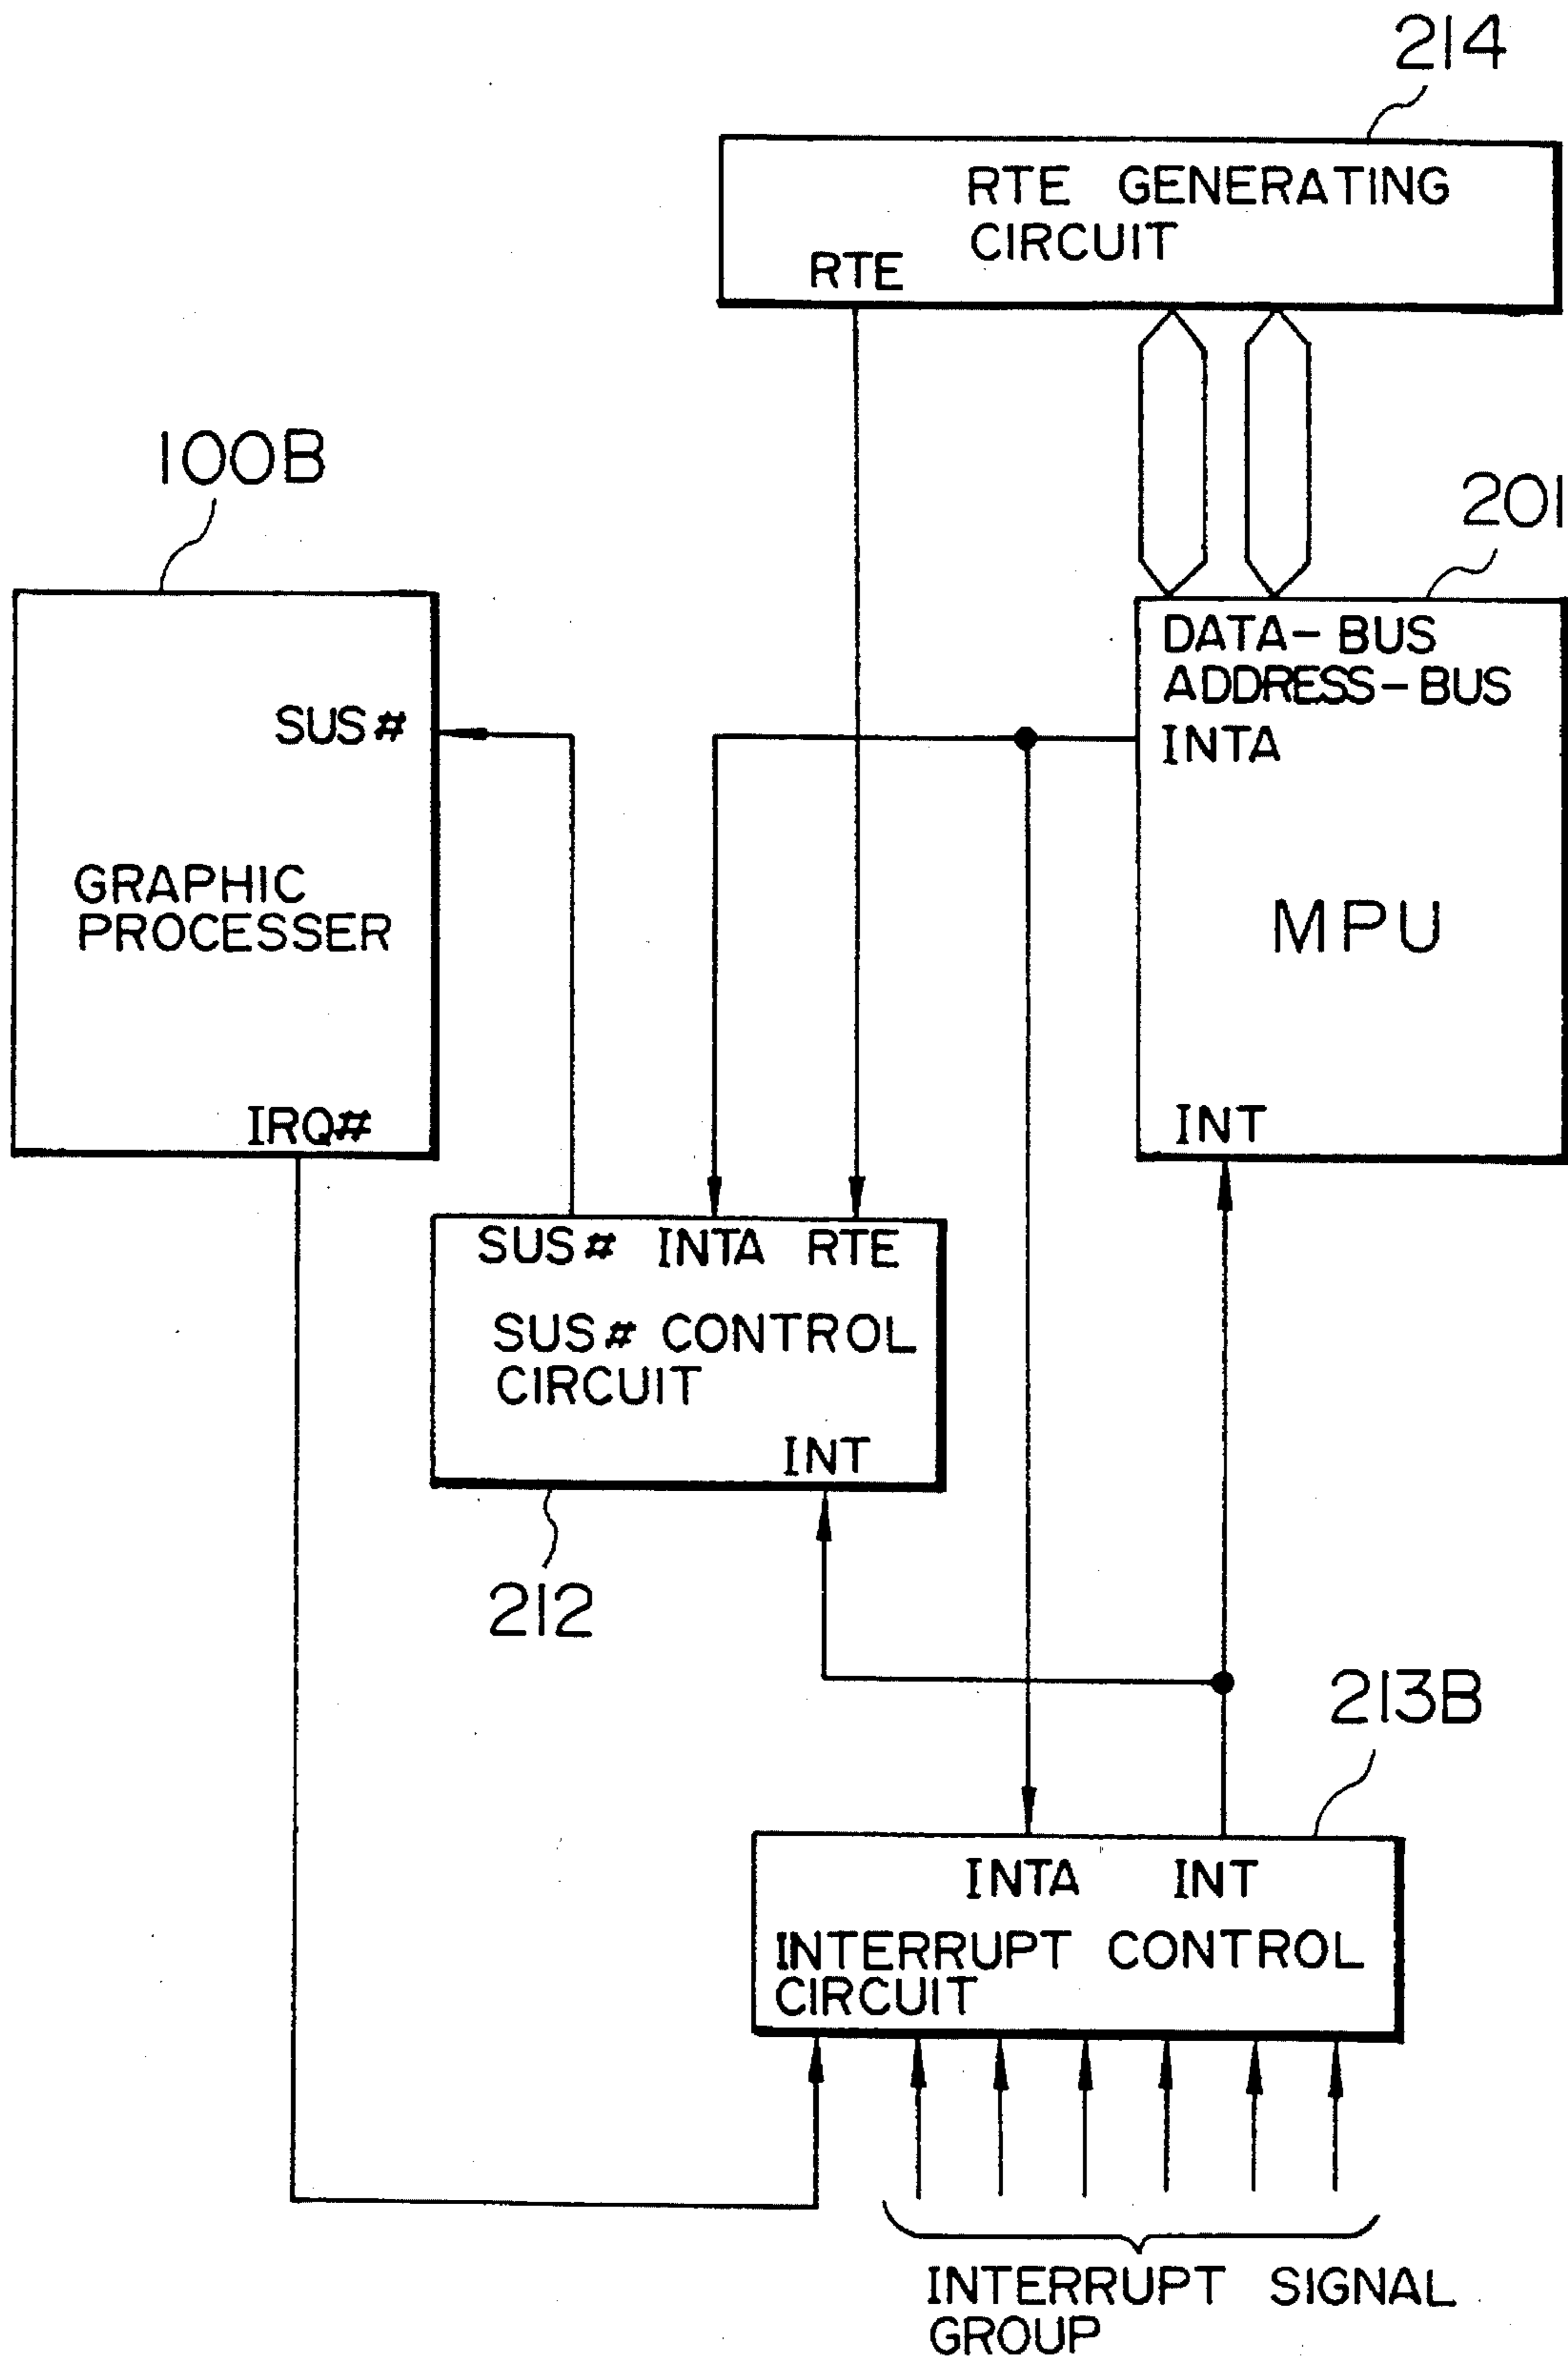 214
RTE GENERATING
CIRCUIT
RTE
100B
201
DATA-BUS
ADDRESS-BUS
INTA
SUS#
MPU
GRAPHIC
PROCESSER
INT
IRQ#
SUS# INTA RTE
SUS# CONTROL
CIRCUIT
INT
212
213B
INTA INT
INTERRUPT CONTROL
CIRCUIT
INTERRUPT SIGNAL
GROUP